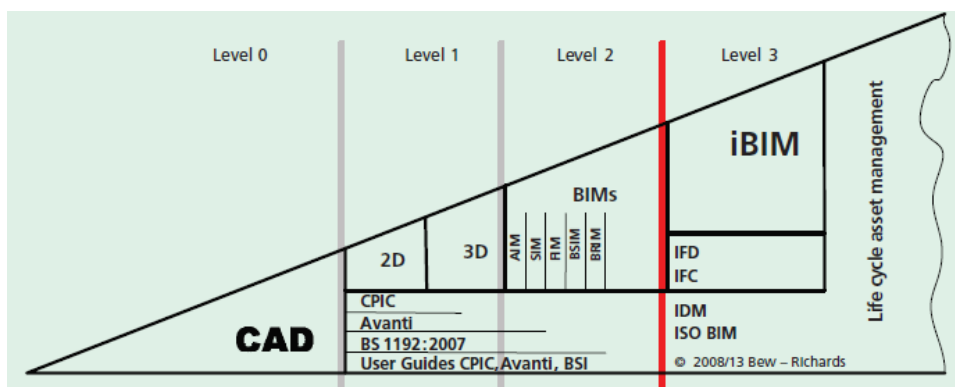 Level 0
Level 1
Level 2
Level 3
iBIM
BIMs
2D
3D
AIM
SIM
FIM
BSIM
BRIM
IFD
IFC
CAD
CPIC
Avanti
BS 1192:2007
User Guides CPIC, Avanti, BSI
IDM
ISO BIM
© 2008/13 Bew – Richards
Life cycle asset management